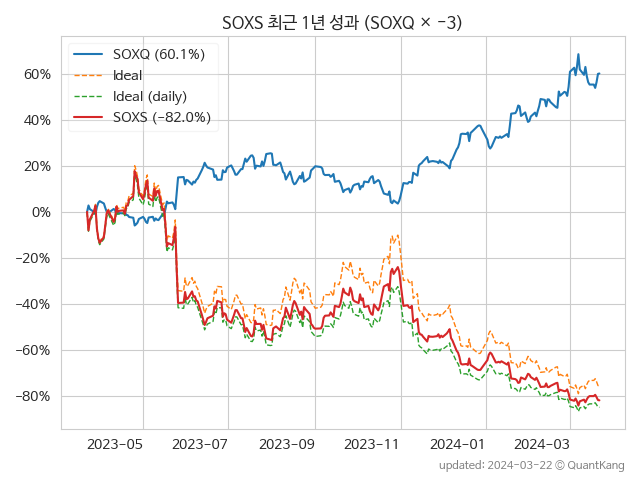 SOXS 최근 1년 성과 (SOXQ × −3)
SOXQ (60.1%)
Ideal
Ideal (daily)
SOXS (−82.0%)
60%
40%
20%
0%
−20%
−40%
−60%
−80%
2023-05
2023-07
2023-09
2023-11
2024-01
2024-03
updated: 2024-03-22 ⓒ QuantKang